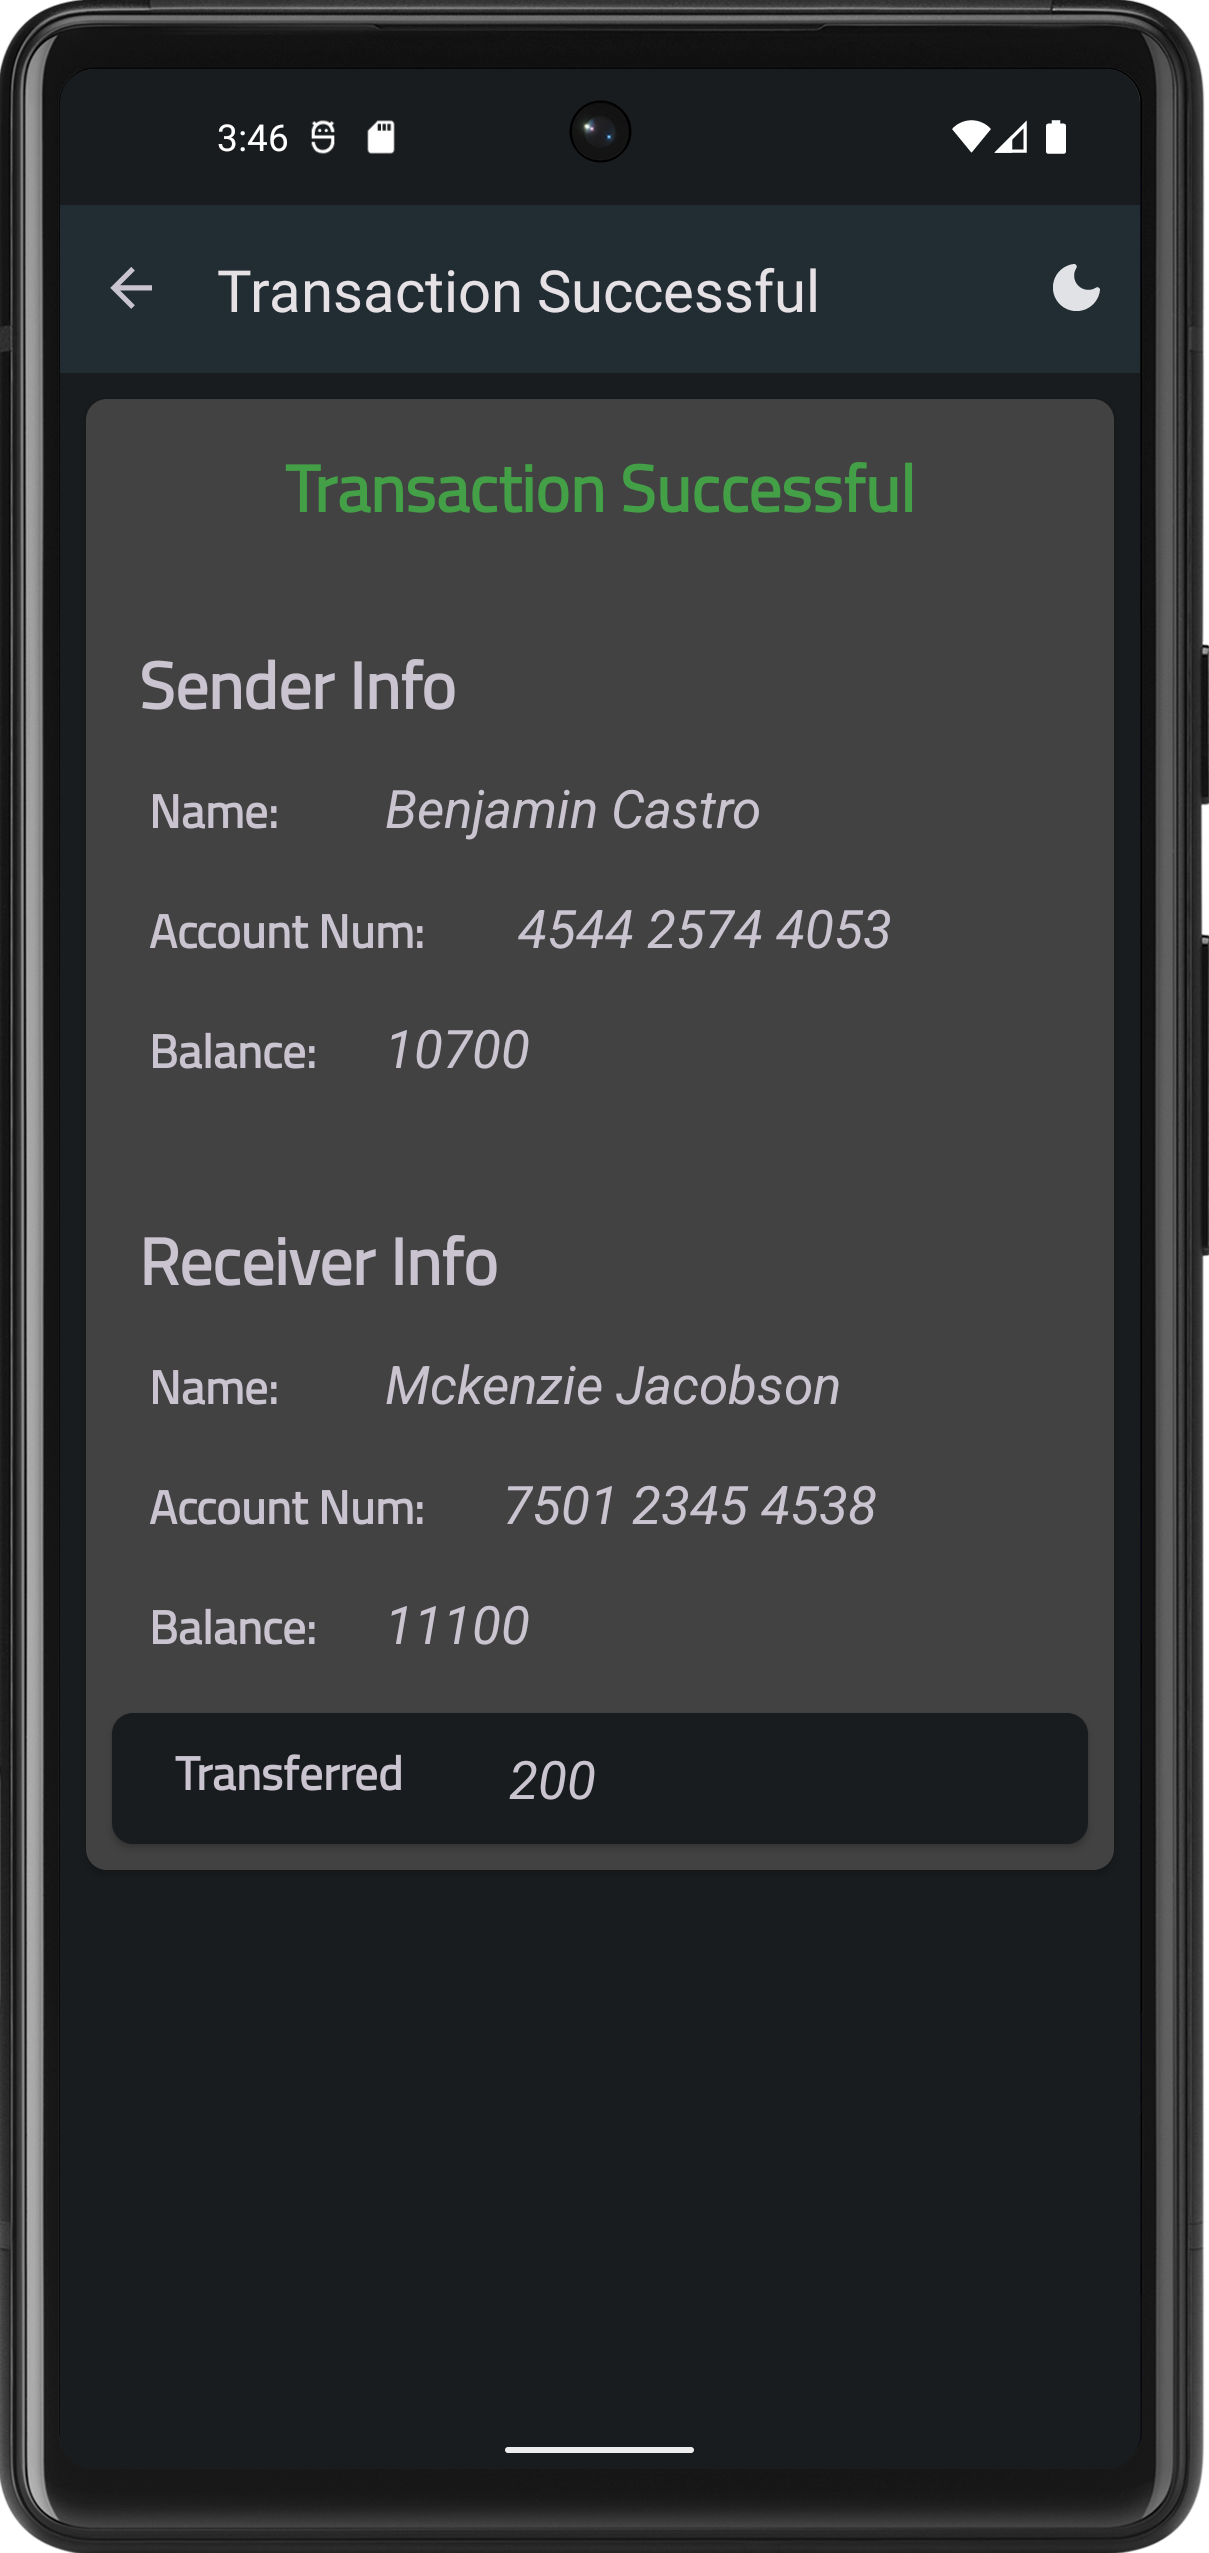 3:46
Transaction Successful
Transaction Successful
Sender Info
Name: Benjamin Castro
Account Num: 4544 2574 4053
Balance: 10700
Receiver Info
Name: Mckenzie Jacobson
Account Num: 7501 2345 4538
Balance: 11100
Transferred 200